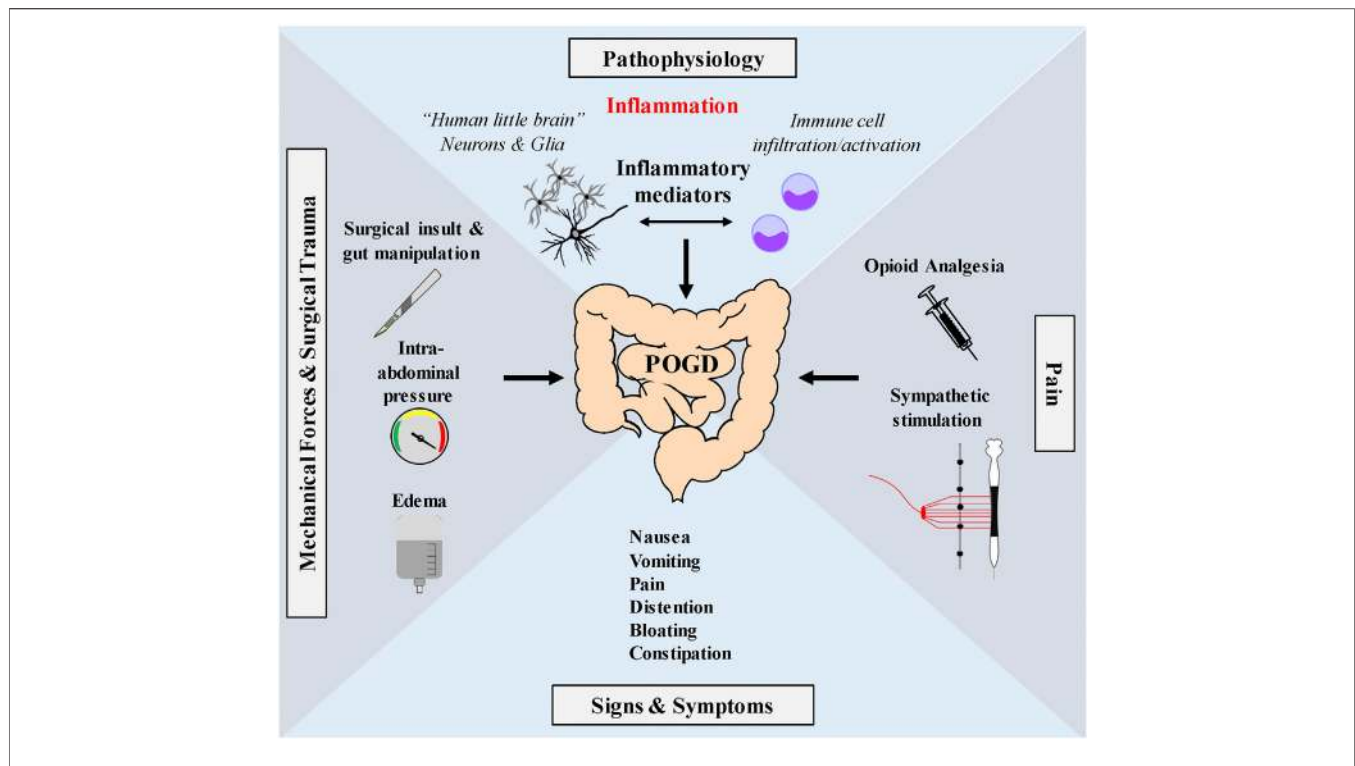 Pathophysiology
Inflammation
“Human little brain”
Neurons & Glia
Immune cell
infiltration/activation
Inflammatory
mediators
Mechanical Forces & Surgical Trauma
Surgical insult &
gut manipulation
Intra-
abdominal
pressure
Edema
POGD
Opioid Analgesia
Sympathetic
stimulation
Pain
Nausea
Vomiting
Pain
Distention
Bloating
Constipation
Signs & Symptoms